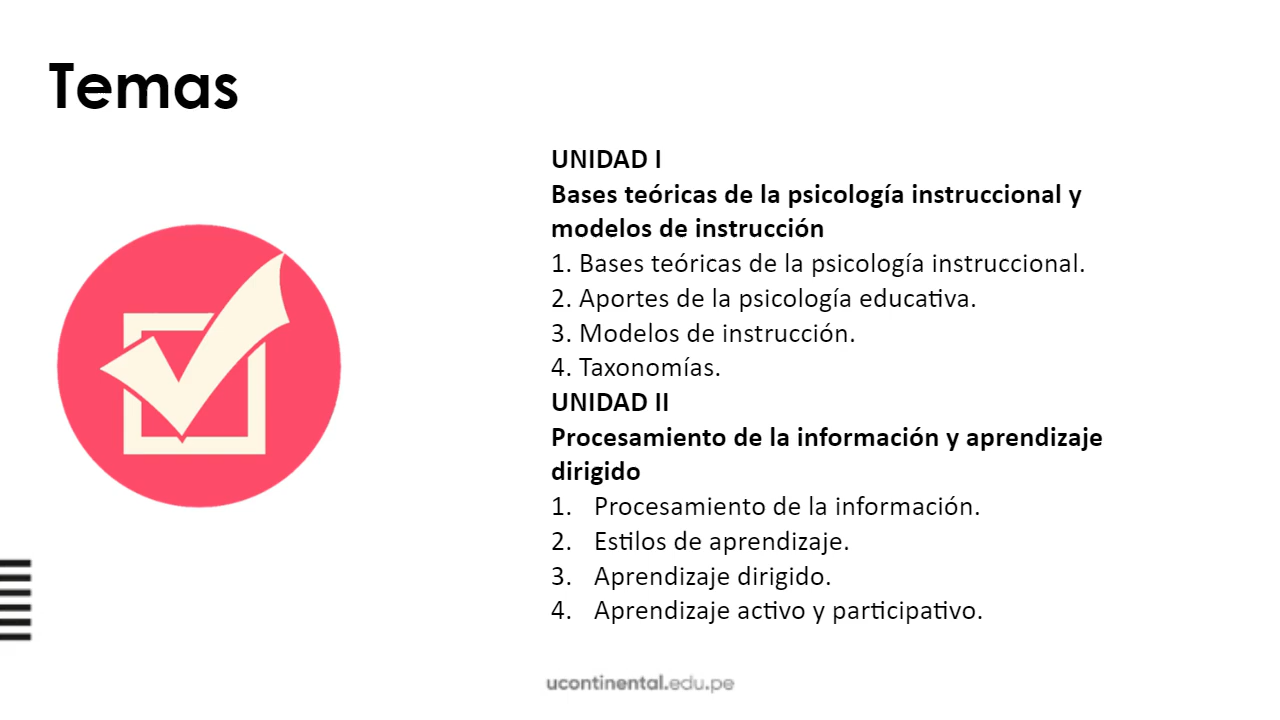 Temas
UNIDAD I
Bases teóricas de la psicología instruccional y
modelos de instrucción
1. Bases teóricas de la psicología instruccional.
2. Aportes de la psicología educativa.
3. Modelos de instrucción.
4. Taxonomías.
UNIDAD II
Procesamiento de la información y aprendizaje
dirigido
1. Procesamiento de la información.
2. Estilos de aprendizaje.
3. Aprendizaje dirigido.
4. Aprendizaje activo y participativo.
ucontinental.edu.pe